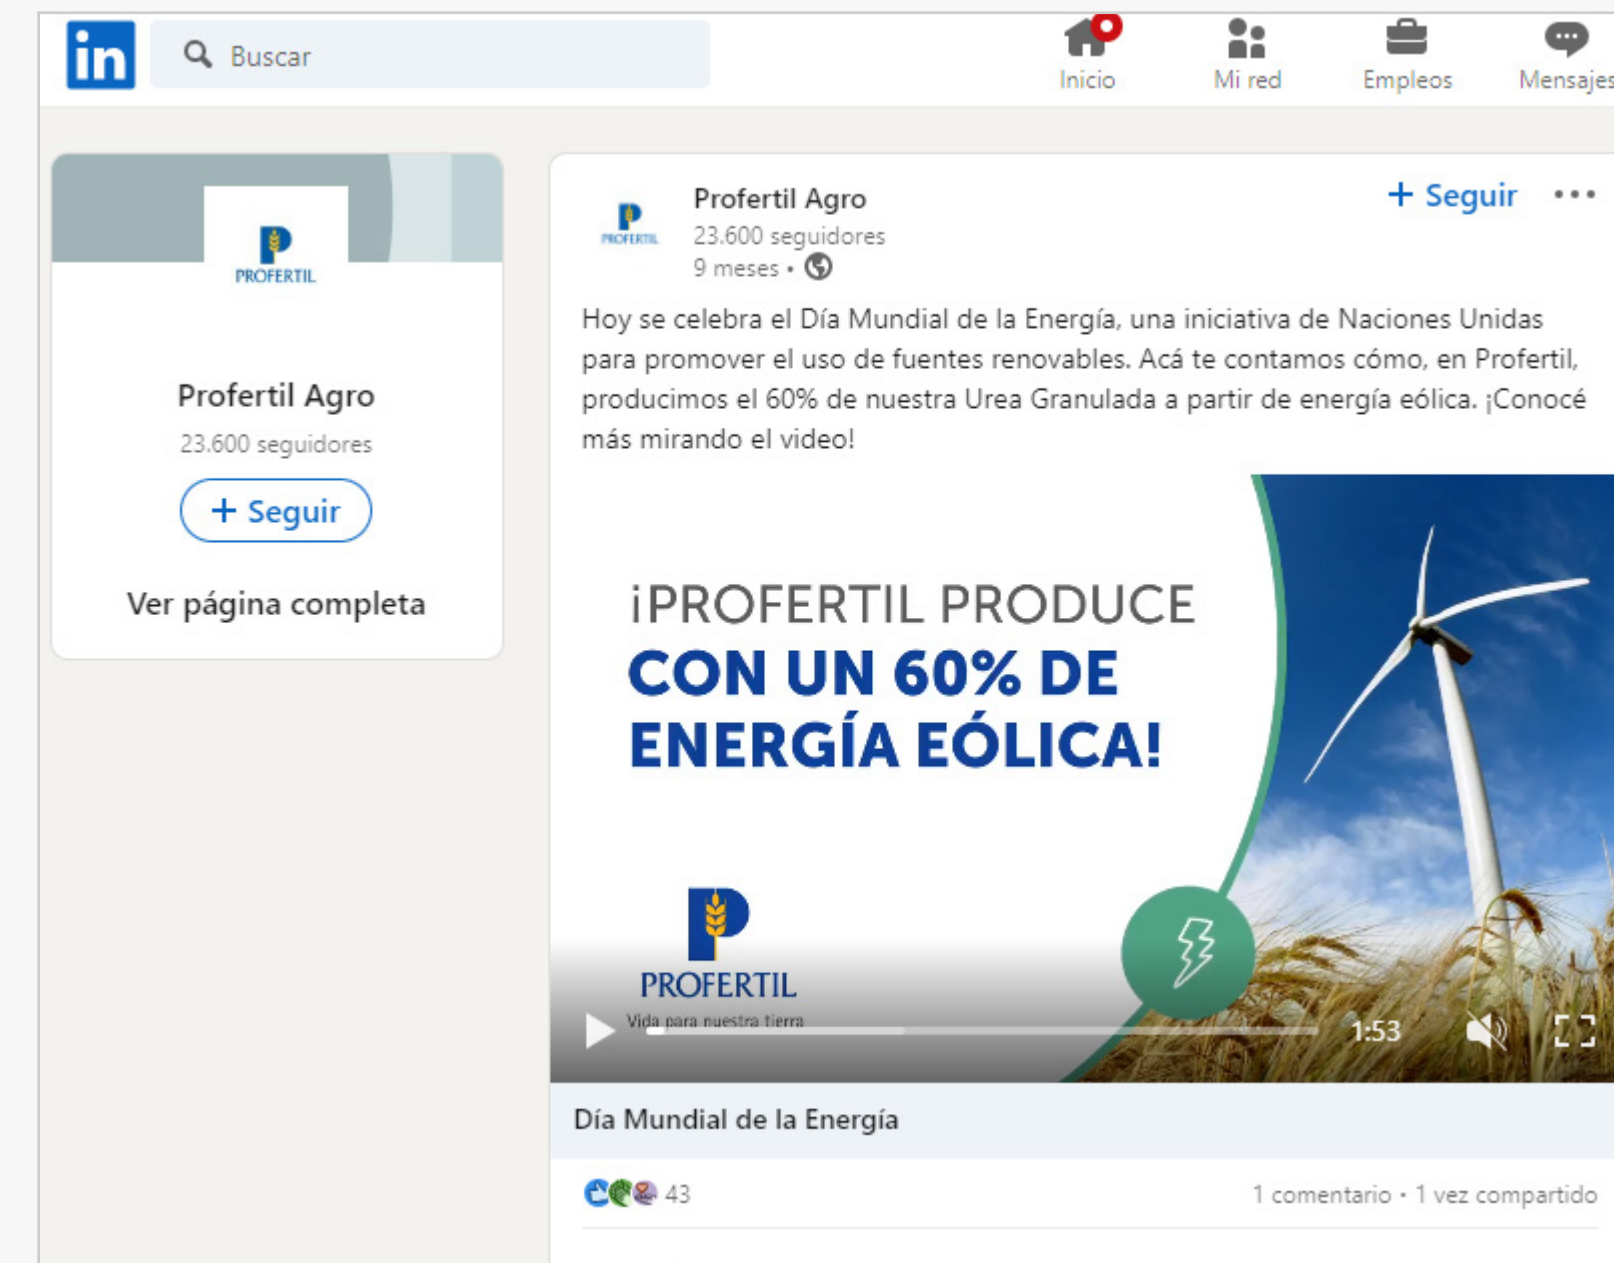 in
Buscar
Inicio
Mi red
Empleos
Mensajes
PROFERTIL
Profertil Agro
23.600 seguidores
+ Seguir
Ver página completa
PROFERTIL
Profertil Agro
23.600 seguidores
9 meses •
+ Seguir
Hoy se celebra el Día Mundial de la Energía, una iniciativa de Naciones Unidas
para promover el uso de fuentes renovables. Acá te contamos cómo, en Profertil,
producimos el 60% de nuestra Urea Granulada a partir de energía eólica. ¡Conocé
más mirando el video!
¡PROFERTIL PRODUCE
CON UN 60% DE
ENERGÍA EÓLICA!
PROFERTIL
Vida para nuestra tierra
1:53
Día Mundial de la Energía
43
1 comentario • 1 vez compartido